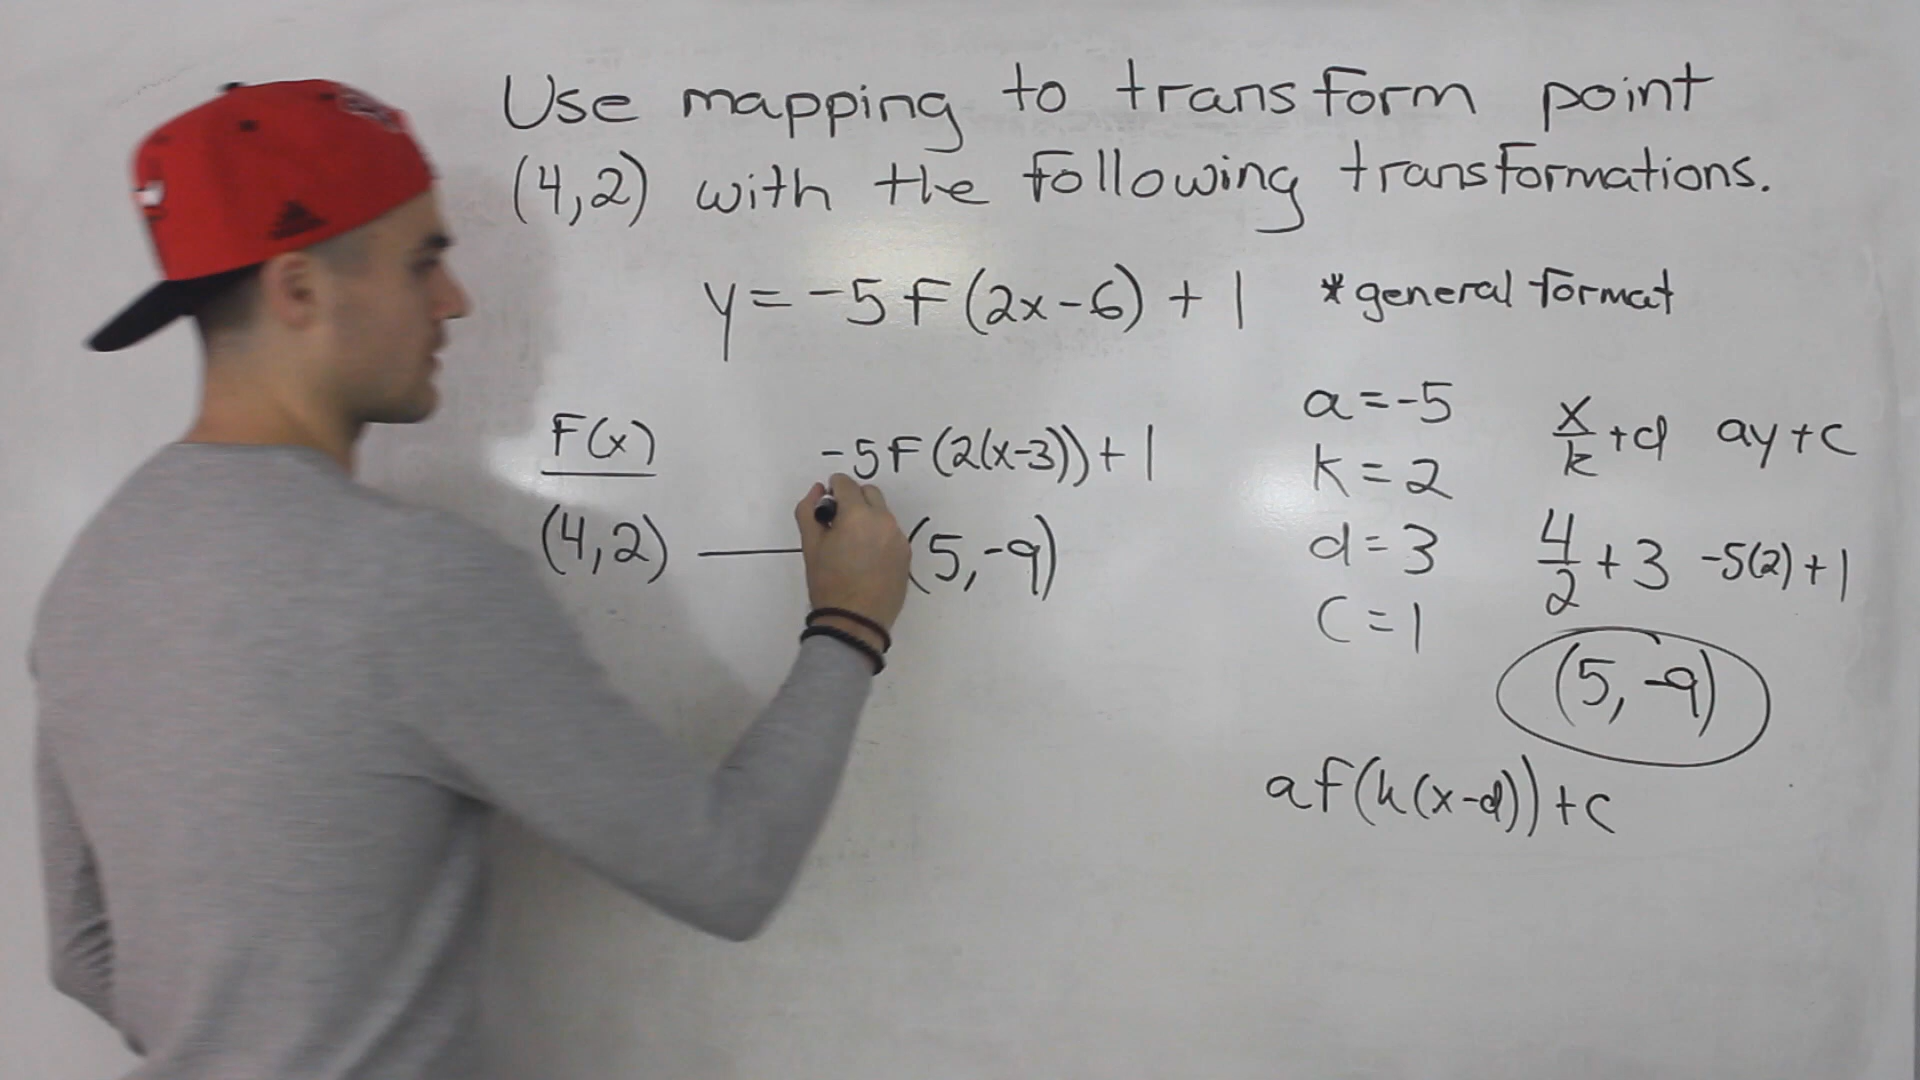 Use mapping to transform point
(4,2) with the following transformations.
y = -5f(2x-6) + 1 *general format
f(x) -5f(2(x-3))+1
(4,2) — (5,-9)
a = -5
k = 2
d = 3
c = 1
x/k + d ay + c
4/2 + 3 -5(2) + 1
(5,-9)
af(k(x-d)) + c